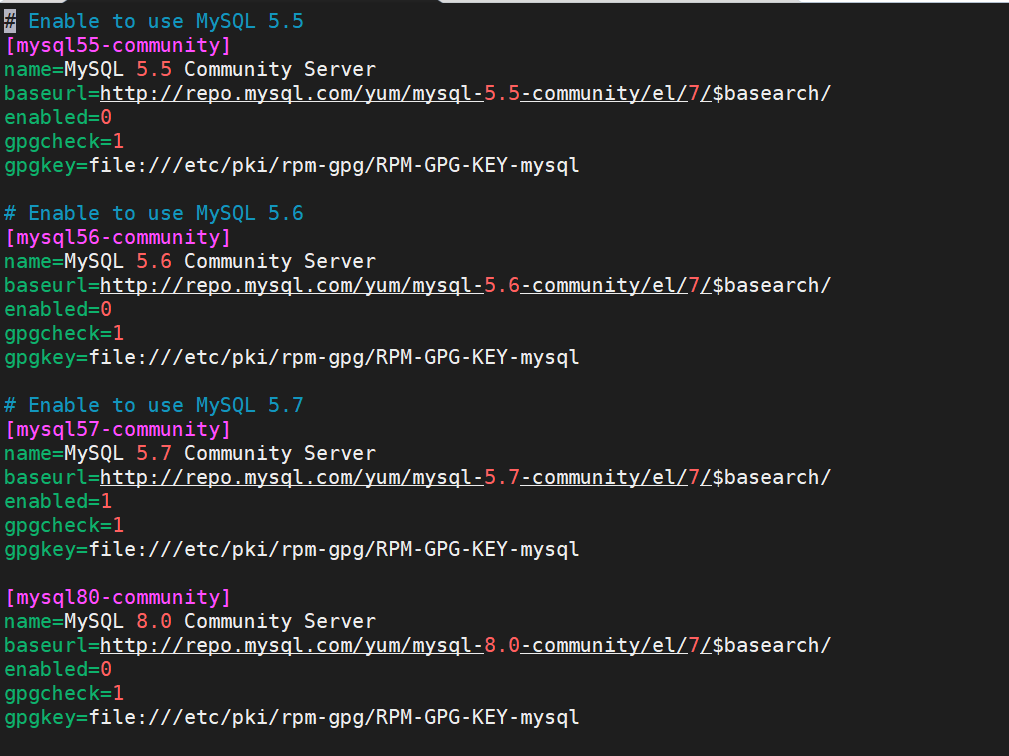 # Enable to use MySQL 5.5
[mysql55-community]
name=MySQL 5.5 Community Server
baseurl=http://repo.mysql.com/yum/mysql-5.5-community/el/7/$basearch/
enabled=0
gpgcheck=1
gpgkey=file:///etc/pki/rpm-gpg/RPM-GPG-KEY-mysql

# Enable to use MySQL 5.6
[mysql56-community]
name=MySQL 5.6 Community Server
baseurl=http://repo.mysql.com/yum/mysql-5.6-community/el/7/$basearch/
enabled=0
gpgcheck=1
gpgkey=file:///etc/pki/rpm-gpg/RPM-GPG-KEY-mysql

# Enable to use MySQL 5.7
[mysql57-community]
name=MySQL 5.7 Community Server
baseurl=http://repo.mysql.com/yum/mysql-5.7-community/el/7/$basearch/
enabled=1
gpgcheck=1
gpgkey=file:///etc/pki/rpm-gpg/RPM-GPG-KEY-mysql

[mysql80-community]
name=MySQL 8.0 Community Server
baseurl=http://repo.mysql.com/yum/mysql-8.0-community/el/7/$basearch/
enabled=0
gpgcheck=1
gpgkey=file:///etc/pki/rpm-gpg/RPM-GPG-KEY-mysql